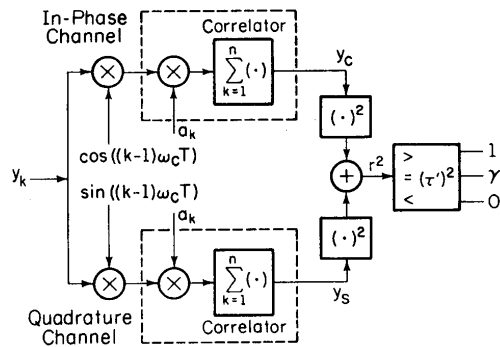 In-Phase
Channel
Correlator
n
∑ (·)
k=1
y_C
a_k
(·)²
cos((k-1)ω_cT)
y_k
sin((k-1)ω_cT)
r²
>
= (τ')²
<
1
γ
0
a_k
(·)²
n
∑ (·)
k=1
y_S
Quadrature
Channel
Correlator